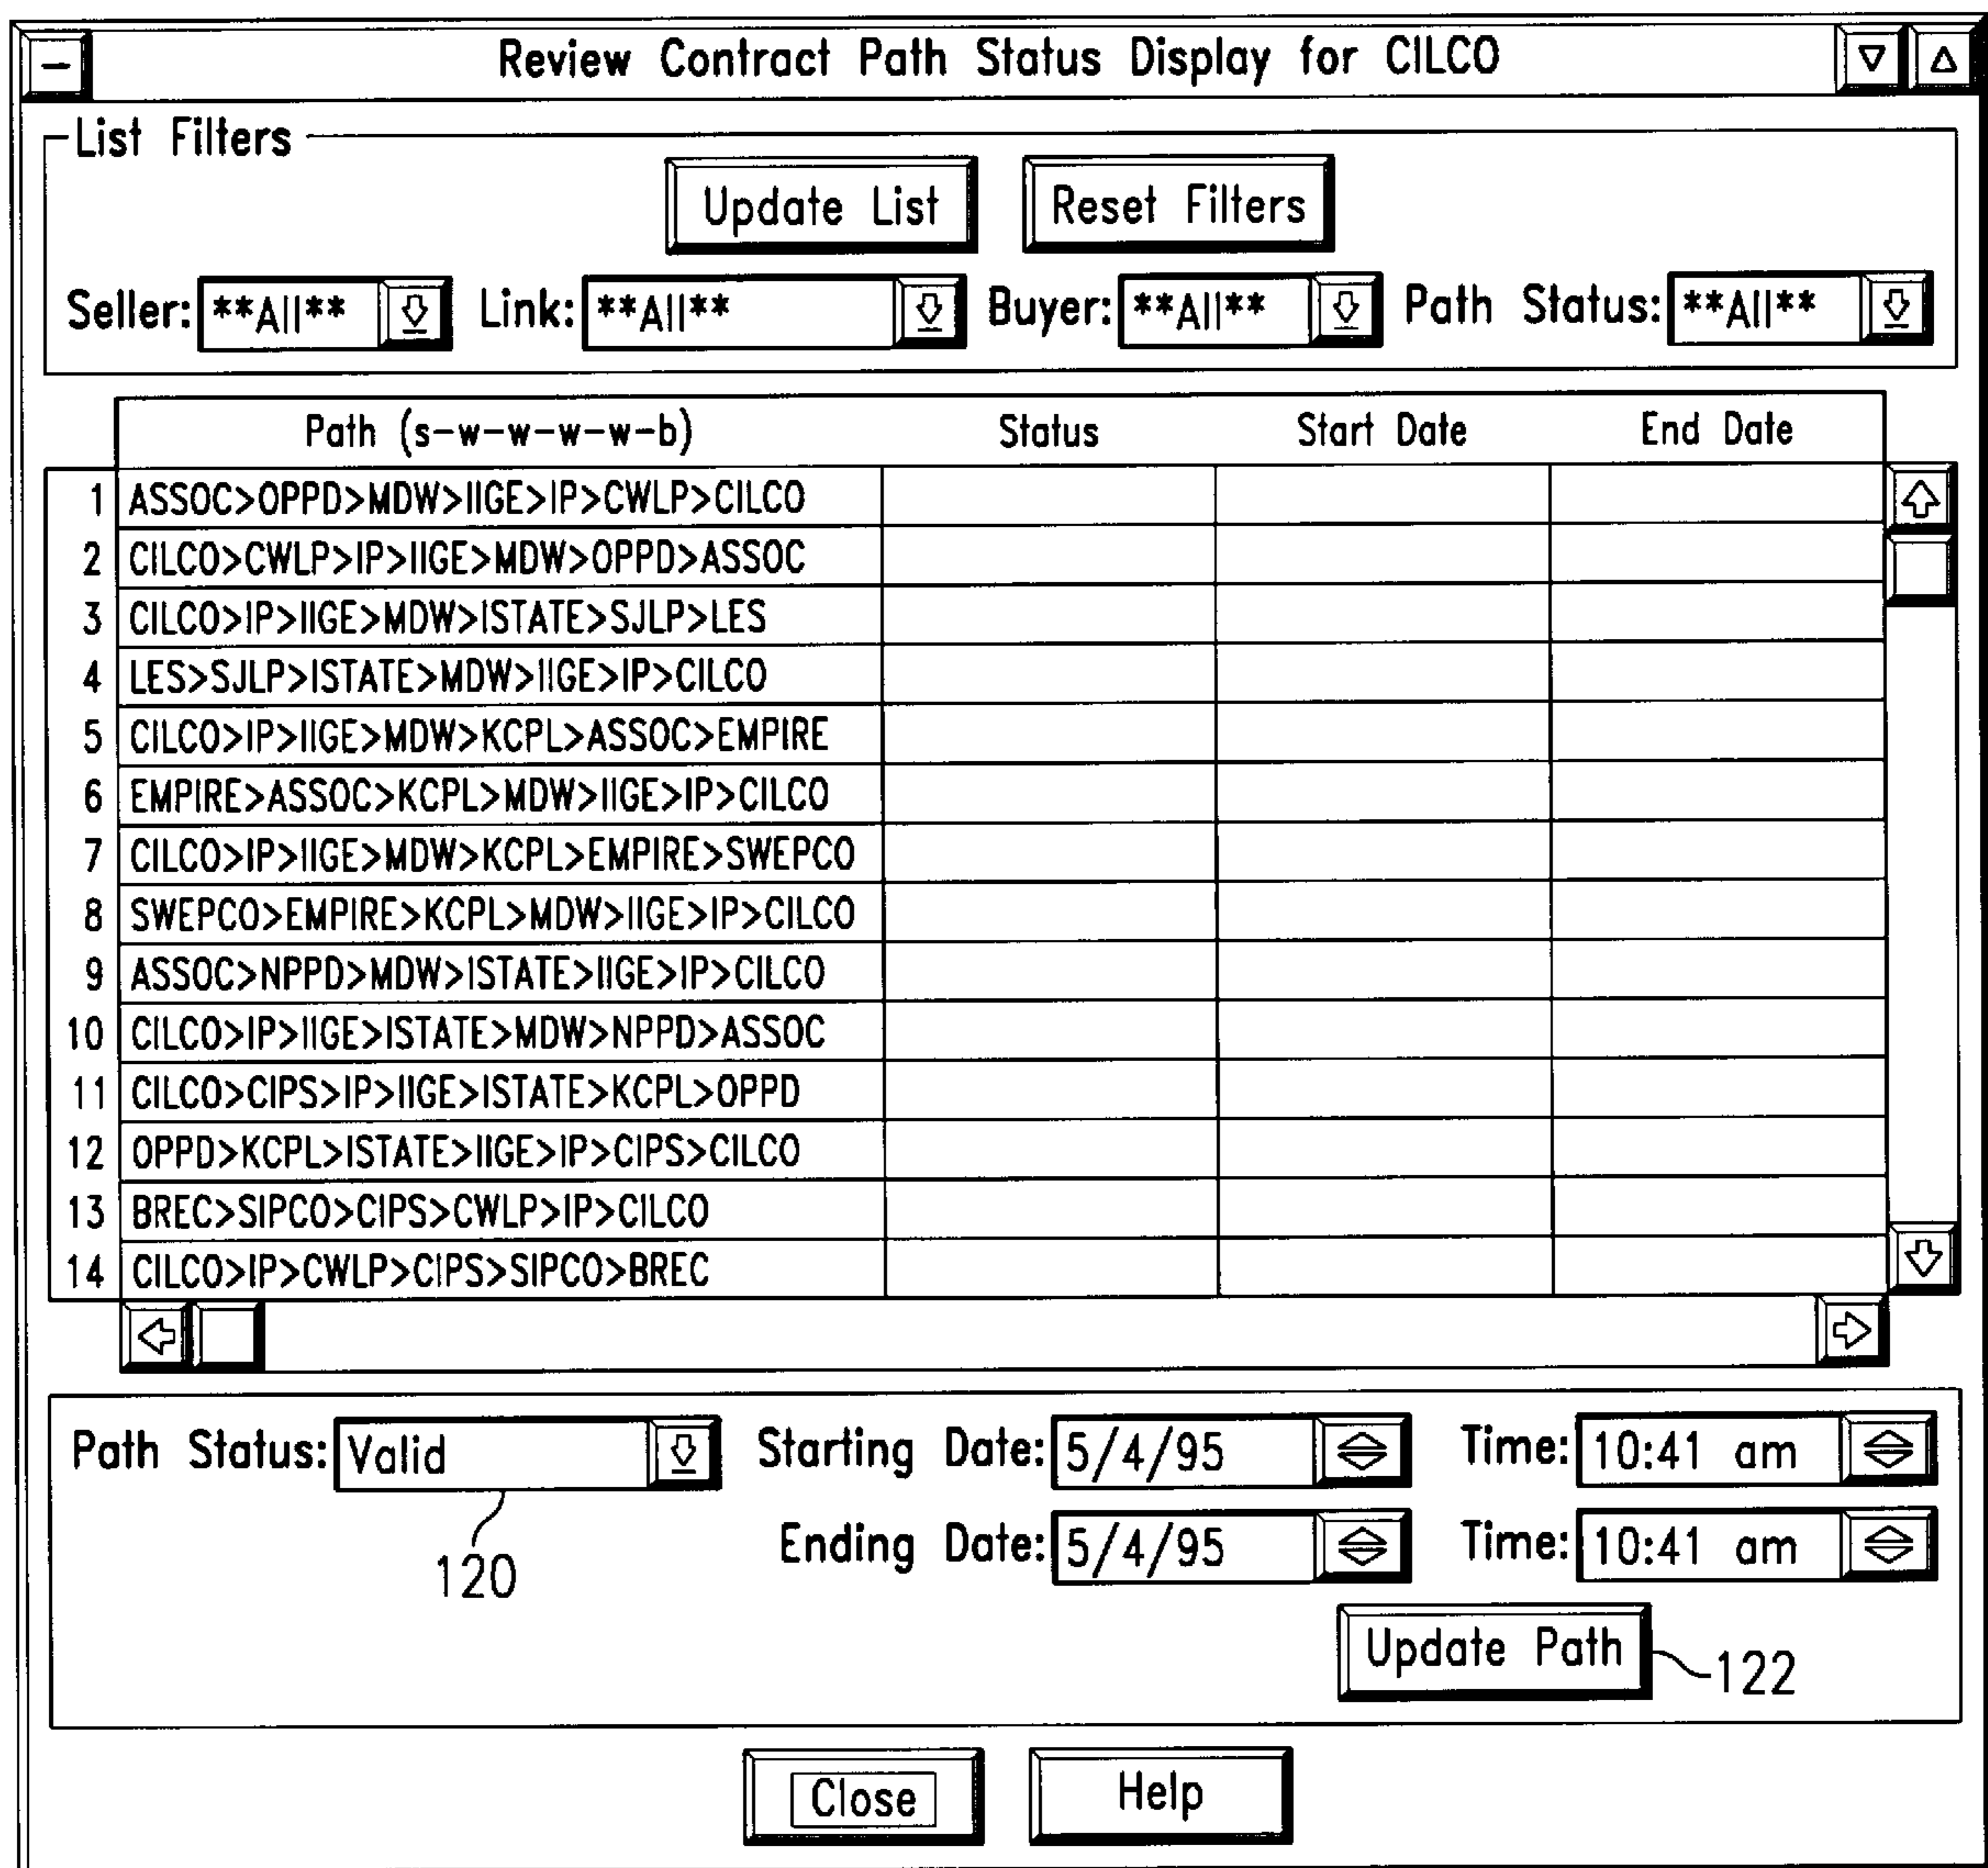 Review Contract Path Status Display for CILCO
List Filters
Update List Reset Filters
Seller: **All** Link: **All** Buyer: **All** Path Status: **All**
Path (s-w-w-w-w-b) Status Start Date End Date
1 ASSOC>OPPD>MDW>IIGE>IP>CWLP>CILCO
2 CILCO>CWLP>IP>IIGE>MDW>OPPD>ASSOC
3 CILCO>IP>IIGE>MDW>ISTATE>SJLP>LES
4 LES>SJLP>ISTATE>MDW>IIGE>IP>CILCO
5 CILCO>IP>IIGE>MDW>KCPL>ASSOC>EMPIRE
6 EMPIRE>ASSOC>KCPL>MDW>IIGE>IP>CILCO
7 CILCO>IP>IIGE>MDW>KCPL>EMPIRE>SWEPCO
8 SWEPCO>EMPIRE>KCPL>MDW>IIGE>IP>CILCO
9 ASSOC>NPPD>MDW>ISTATE>IIGE>IP>CILCO
10 CILCO>IP>IIGE>ISTATE>MDW>NPPD>ASSOC
11 CILCO>CIPS>IP>IIGE>ISTATE>KCPL>OPPD
12 OPPD>KCPL>ISTATE>IIGE>IP>CIPS>CILCO
13 BREC>SIPCO>CIPS>CWLP>IP>CILCO
14 CILCO>IP>CWLP>CIPS>SIPCO>BREC
Path Status: Valid Starting Date: 5/4/95 Time: 10:41 am
120 Ending Date: 5/4/95 Time: 10:41 am
Update Path 122
Close Help